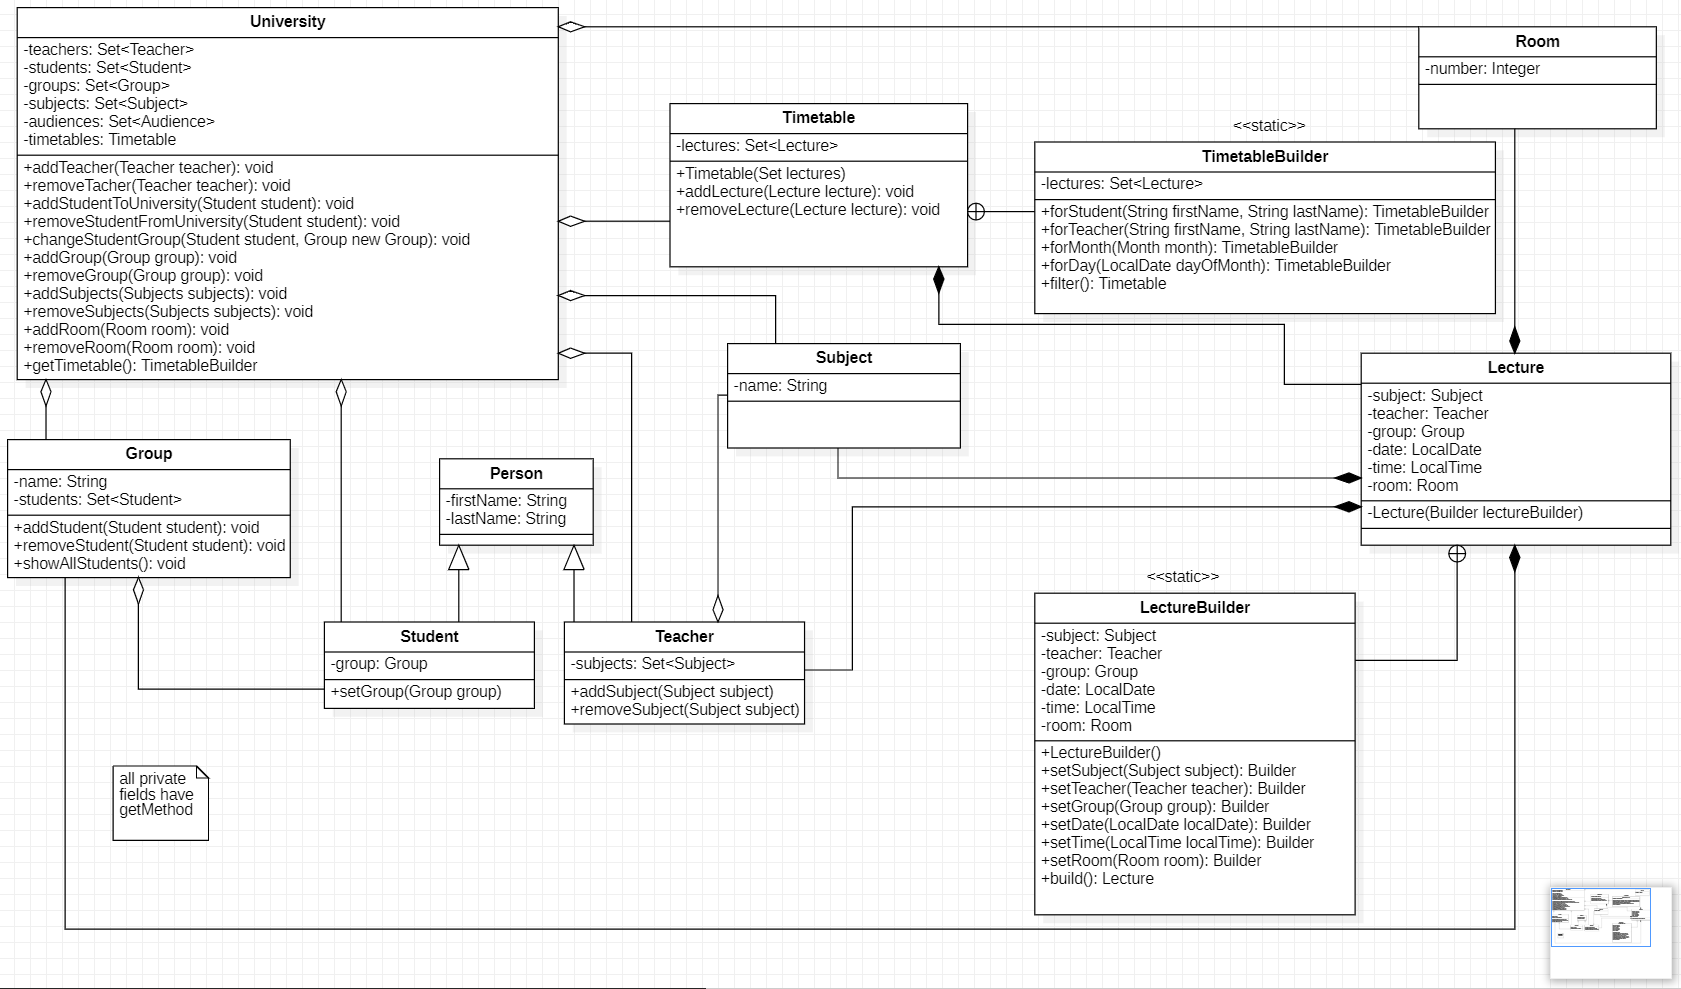 University
-teachers: Set<Teacher>
-students: Set<Student>
-groups: Set<Group>
-subjects: Set<Subject>
-audiences: Set<Audience>
-timetables: Timetable
+addTeacher(Teacher teacher): void
+removeTacher(Teacher teacher): void
+addStudentToUniversity(Student student): void
+removeStudentFromUniversity(Student student): void
+changeStudentGroup(Student student, Group new Group): void
+addGroup(Group group): void
+removeGroup(Group group): void
+addSubjects(Subjects subjects): void
+removeSubjects(Subjects subjects): void
+addRoom(Room room): void
+removeRoom(Room room): void
+getTimetable(): TimetableBuilder
Room
-number: Integer
Timetable
-lectures: Set<Lecture>
+Timetable(Set lectures)
+addLecture(Lecture lecture): void
+removeLecture(Lecture lecture): void
<<static>>
TimetableBuilder
-lectures: Set<Lecture>
+forStudent(String firstName, String lastName): TimetableBuilder
+forTeacher(String firstName, String lastName): TimetableBuilder
+forMonth(Month month): TimetableBuilder
+forDay(LocalDate dayOfMonth): TimetableBuilder
+filter(): Timetable
Subject
-name: String
Lecture
-subject: Subject
-teacher: Teacher
-group: Group
-date: LocalDate
-time: LocalTime
-room: Room
-Lecture(Builder lectureBuilder)
Group
-name: String
-students: Set<Student>
+addStudent(Student student): void
+removeStudent(Student student): void
+showAllStudents(): void
Person
-firstName: String
-lastName: String
Student
-group: Group
+setGroup(Group group)
Teacher
-subjects: Set<Subject>
+addSubject(Subject subject)
+removeSubject(Subject subject)
<<static>>
LectureBuilder
-subject: Subject
-teacher: Teacher
-group: Group
-date: LocalDate
-time: LocalTime
-room: Room
+LectureBuilder()
+setSubject(Subject subject): Builder
+setTeacher(Teacher teacher): Builder
+setGroup(Group group): Builder
+setDate(LocalDate localDate): Builder
+setTime(LocalTime localTime): Builder
+setRoom(Room room): Builder
+build(): Lecture
all private
fields have
getMethod